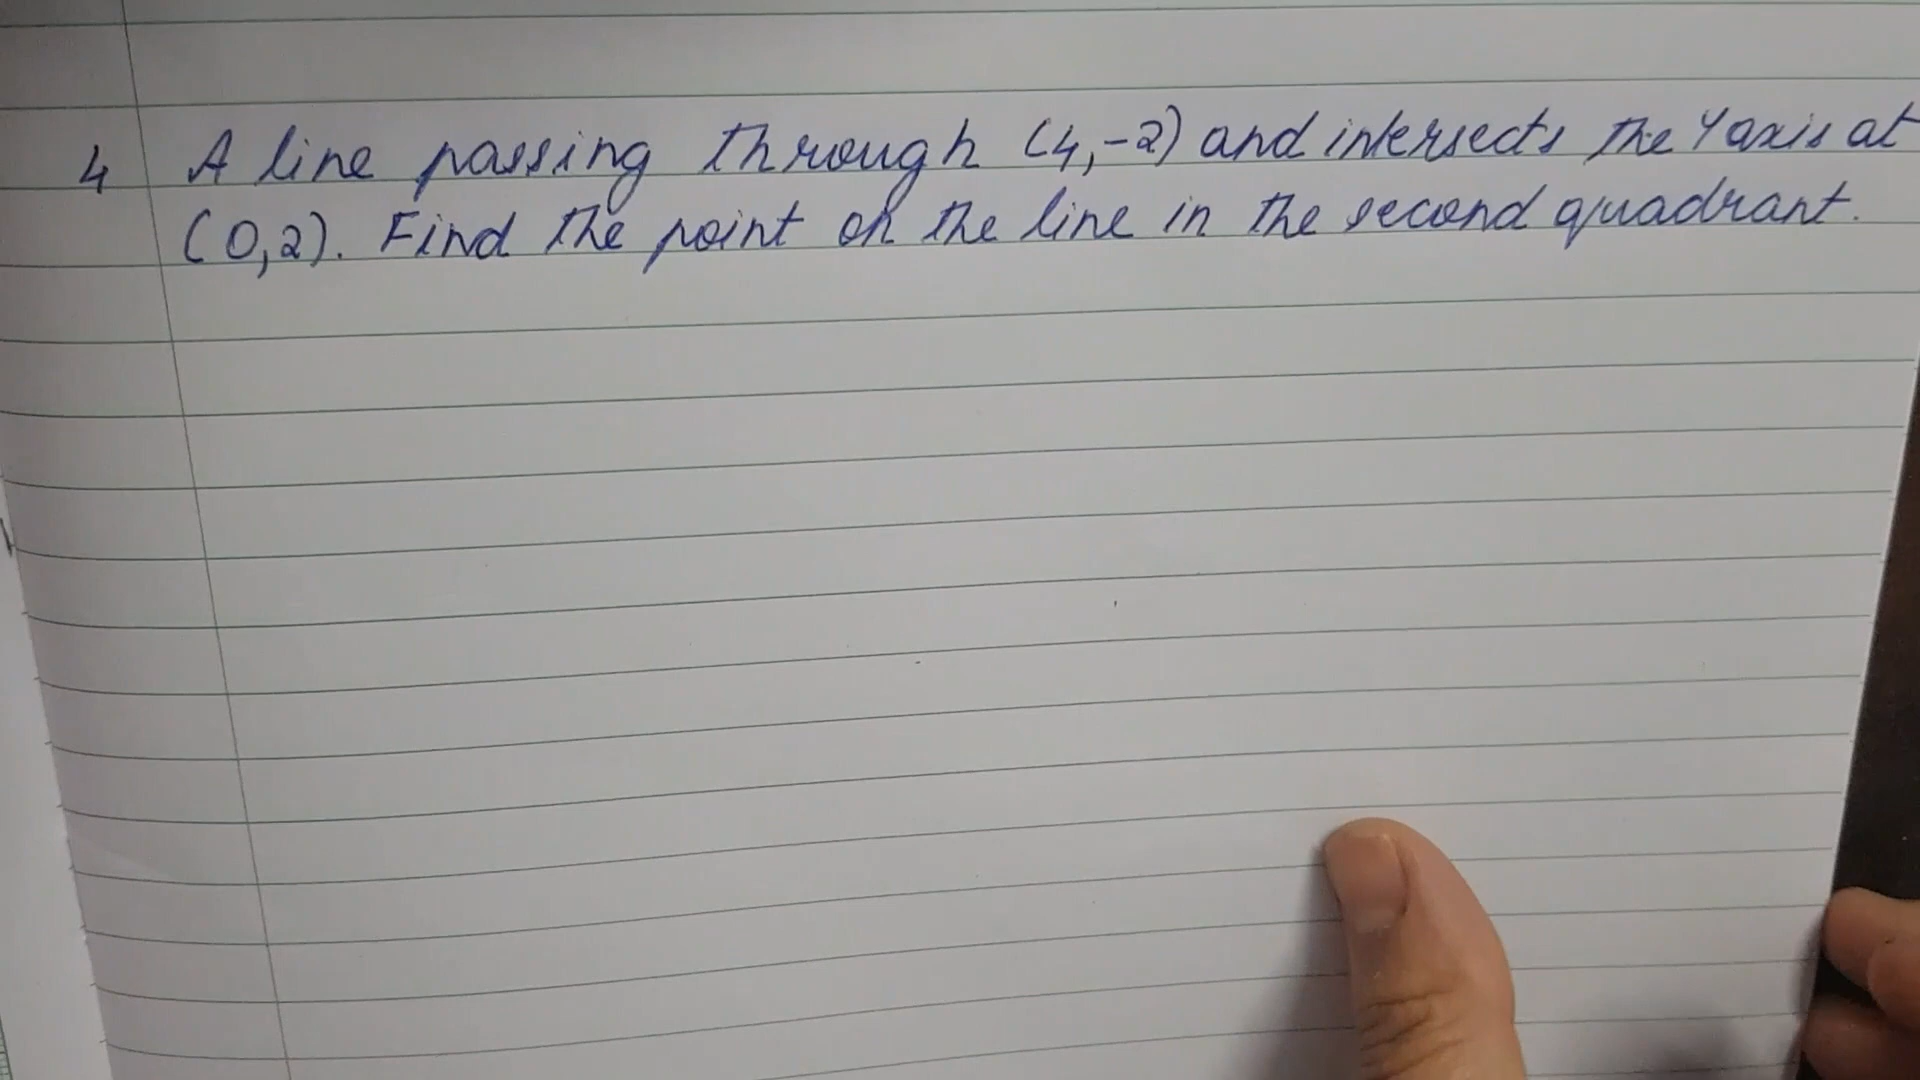 4 A line passing through (4,-2) and intersects the Y axis at
(0,2). Find the point on the line in the second quadrant.